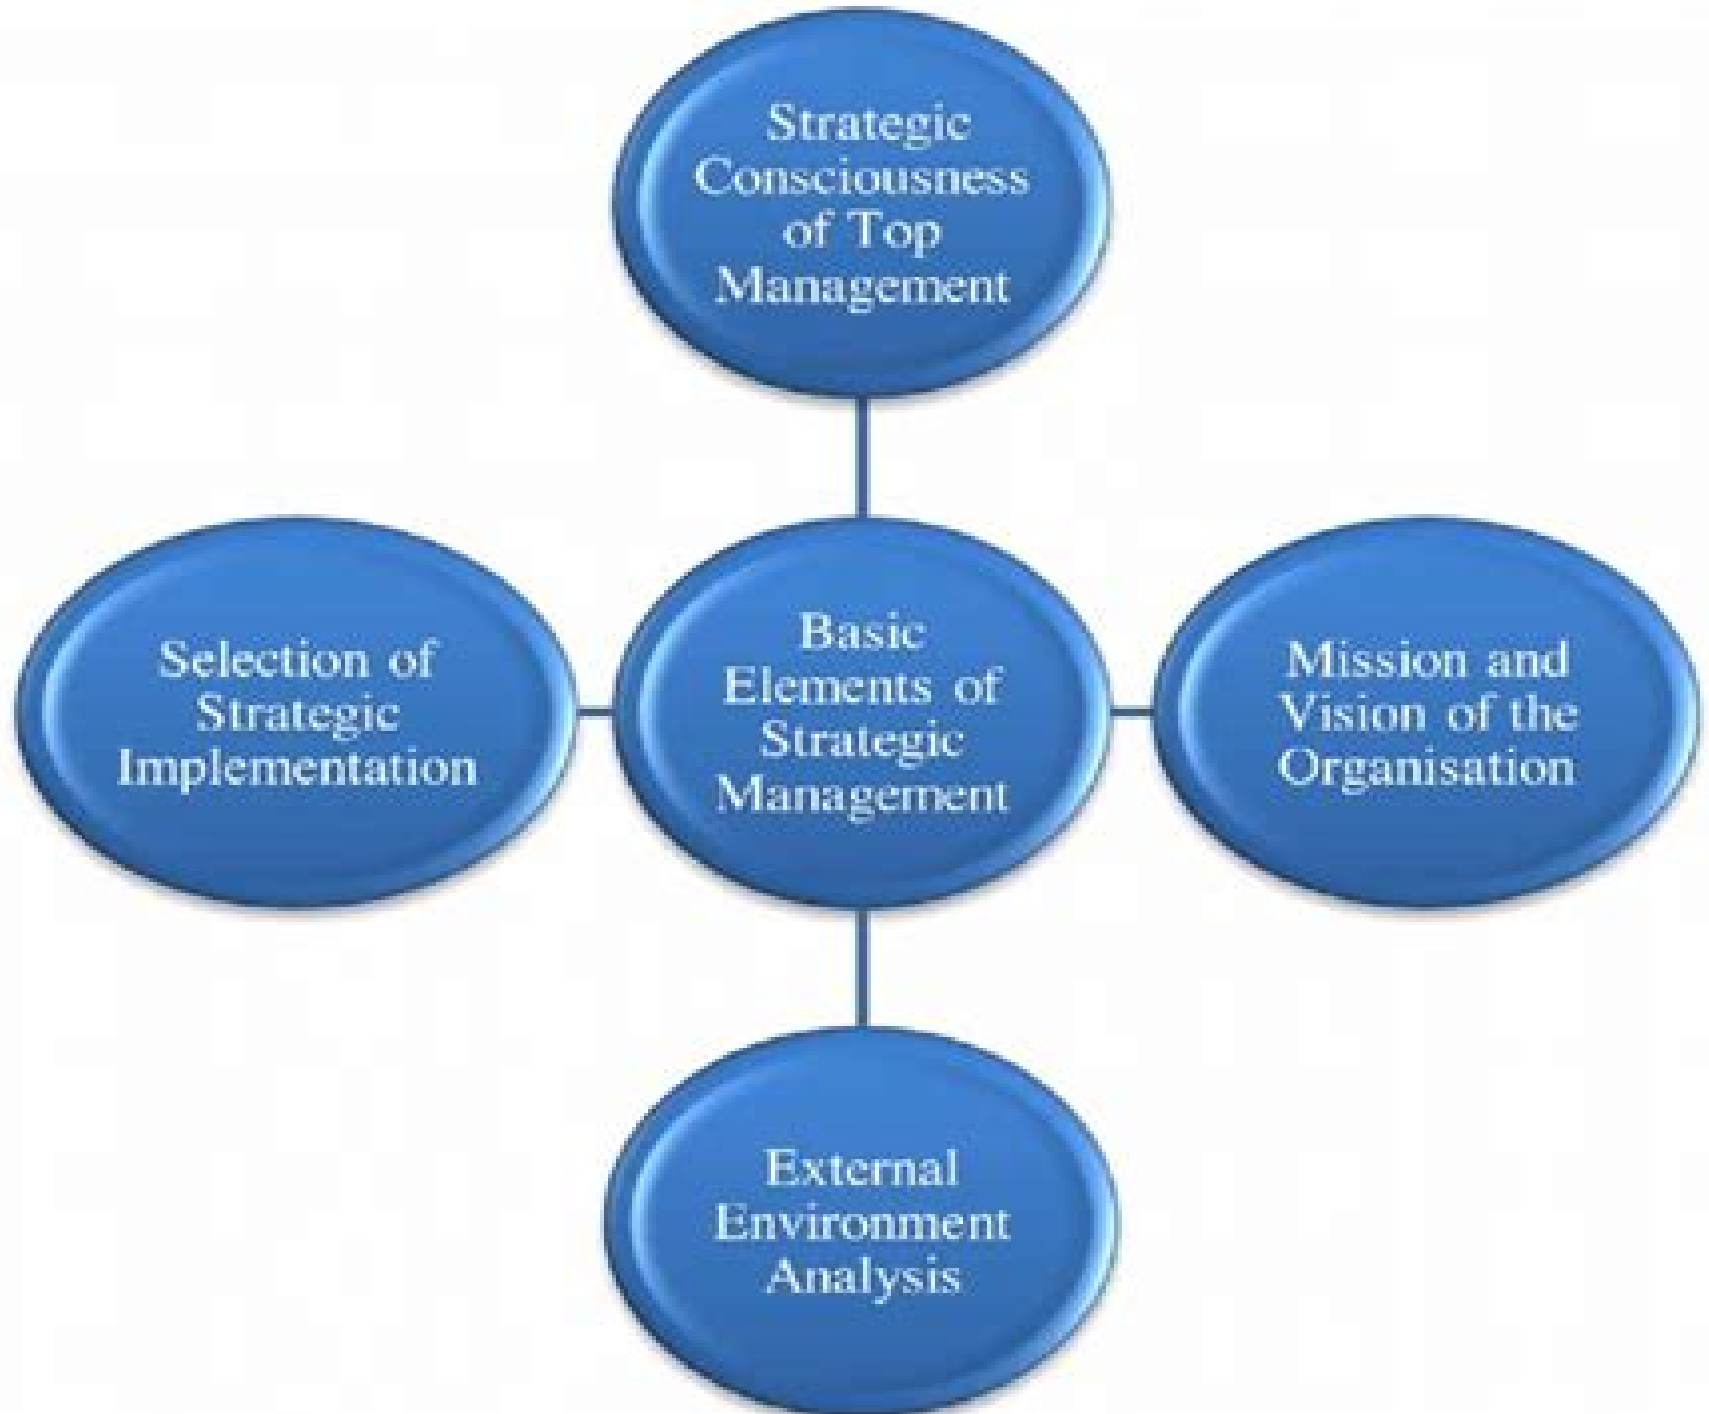 Strategic
Consciousness
of Top
Management
Selection of
Strategic
Implementation
Basic
Elements of
Strategic
Management
Mission and
Vision of the
Organisation
External
Environment
Analysis